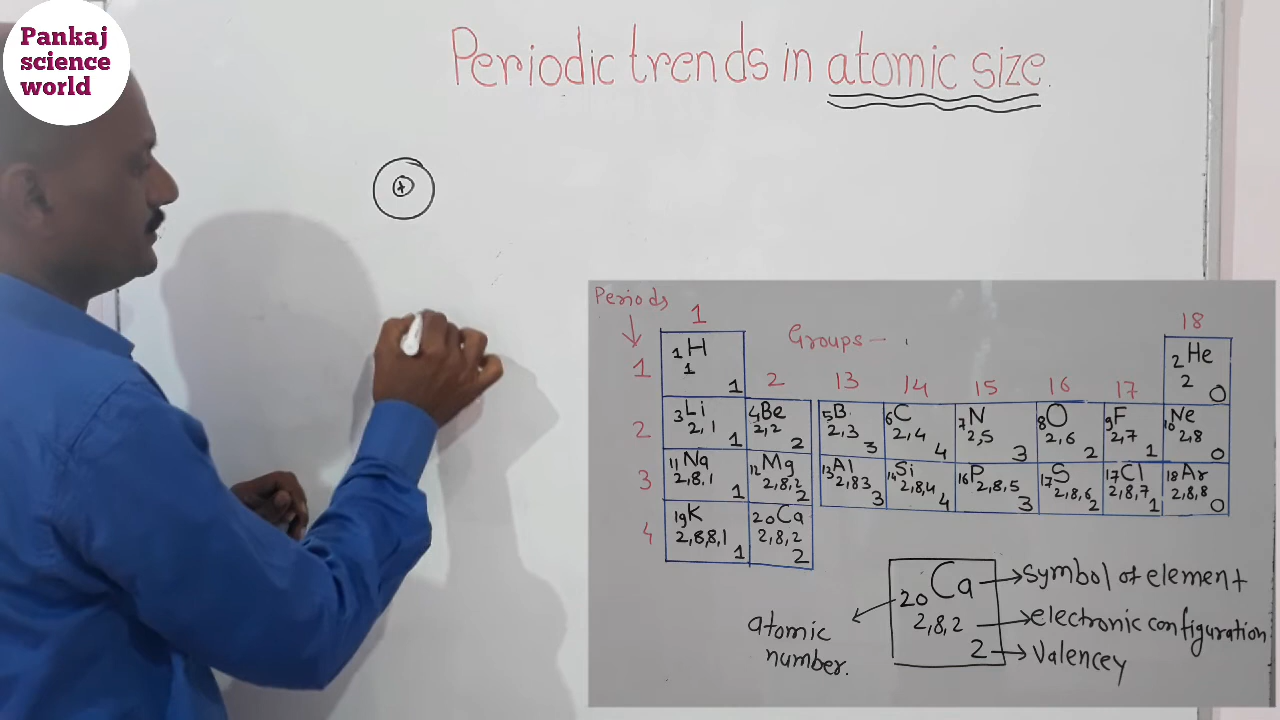 Pankaj
science
world
Periodic trends in atomic size.
+
Periods
1
18
Groups —
1
1H
1
1
2He
2
0
2
13
14
15
16
17
2
3Li
2,1
1
4Be
2,2
2
5B
2,3
3
6C
2,4
4
7N
2,5
3
8O
2,6
2
9F
2,7
1
10Ne
2,8
0
3
11Na
2,8,1
1
12Mg
2,8,2
2
13Al
2,83
3
14Si
2,8,4
4
16P
2,8,5
3
17S
2,8,6
2
17Cl
2,8,7
1
18Ar
2,8,8
0
4
19K
2,8,8,1
1
20Ca
2,8,2
2
20Ca
symbol of element
2,8,2
electronic configuration
2
Valencey
atomic
number.